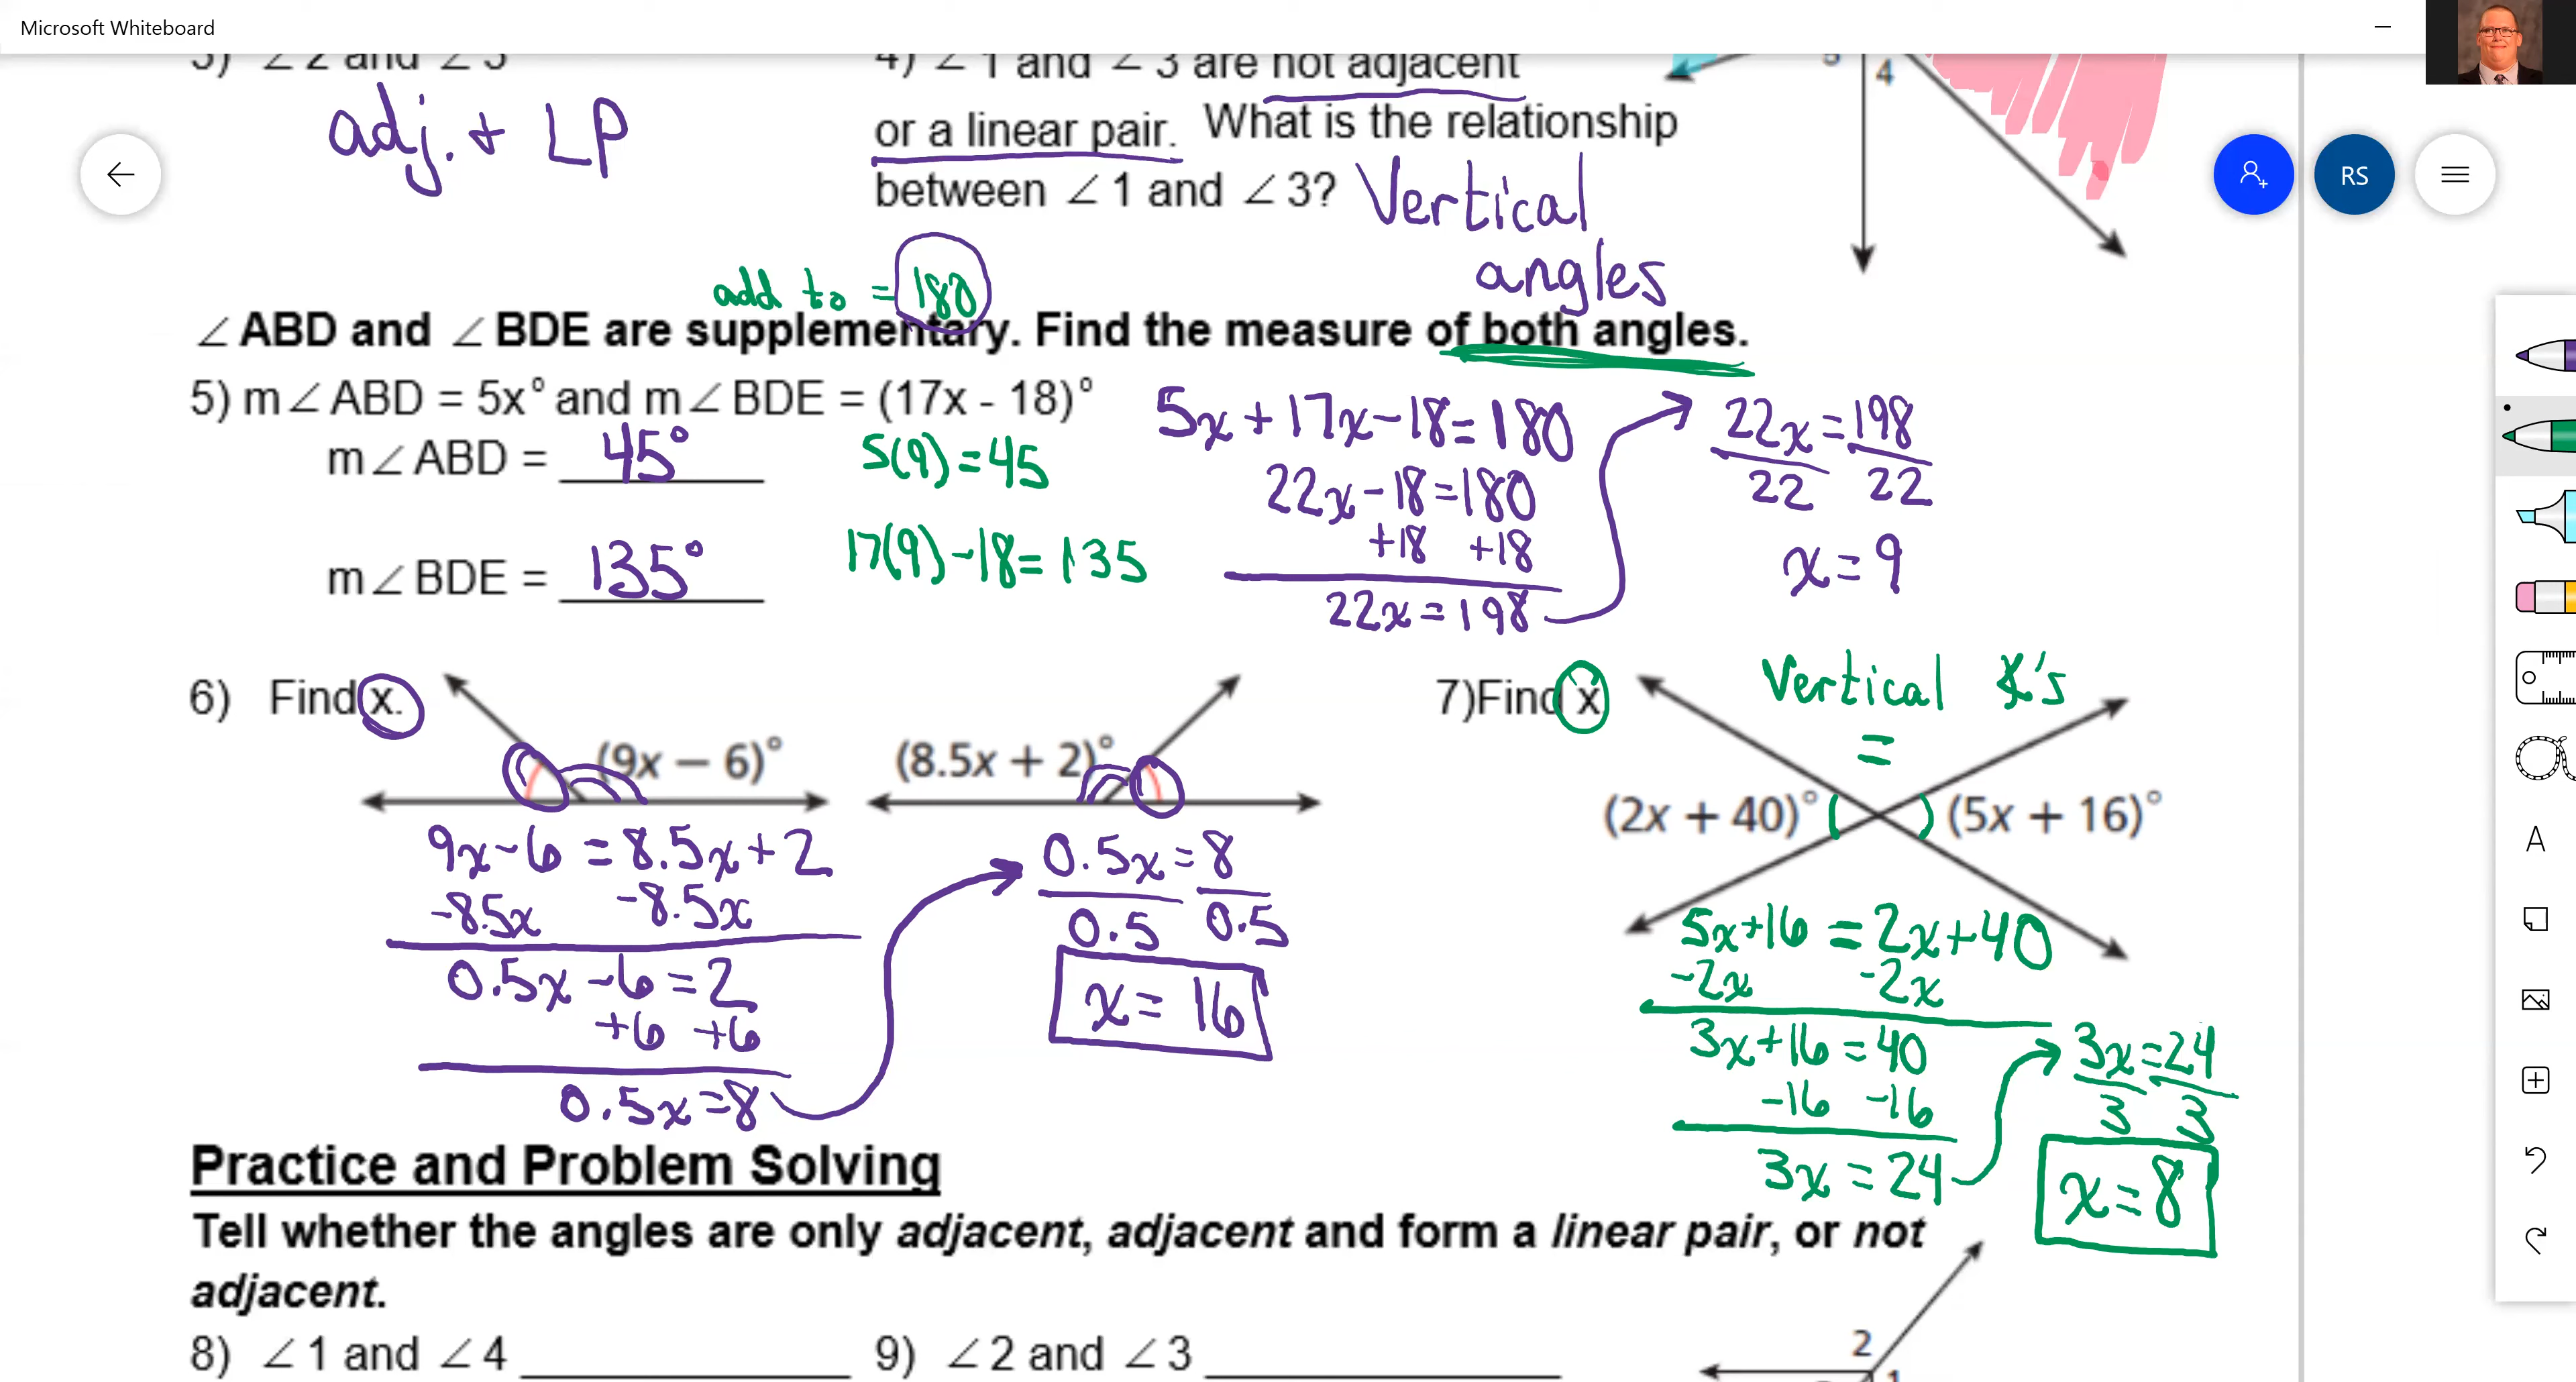 Microsoft Whiteboard
3) ∠2 and ∠3
adj. + LP
4) ∠1 and ∠3 are not adjacent
or a linear pair. What is the relationship
between ∠1 and ∠3? Vertical
angles
4
RS
add to = 180
∠ABD and ∠BDE are supplementary. Find the measure of both angles.
5) m∠ABD = 5x° and m∠BDE = (17x - 18)°
m∠ABD = 45°
5(9) = 45
m∠BDE = 135°
17(9) - 18 = 135
5x + 17x - 18 = 180
22x - 18 = 180
+18 +18
22x = 198
22x = 198
22 22
x = 9
6) Find x.
(9x − 6)°
(8.5x + 2)°
9x - 6 = 8.5x + 2
-8.5x -8.5x
0.5x - 6 = 2
+6 +6
0.5x = 8
0.5x = 8
0.5 0.5
x = 16
7)Find x
Vertical ∠'s
=
(2x + 40)°
(5x + 16)°
5x + 16 = 2x + 40
-2x -2x
3x + 16 = 40
-16 -16
3x = 24
3x = 24
3 3
x = 8
Practice and Problem Solving
Tell whether the angles are only adjacent, adjacent and form a linear pair, or not
adjacent.
8) ∠1 and ∠4
9) ∠2 and ∠3
2
1